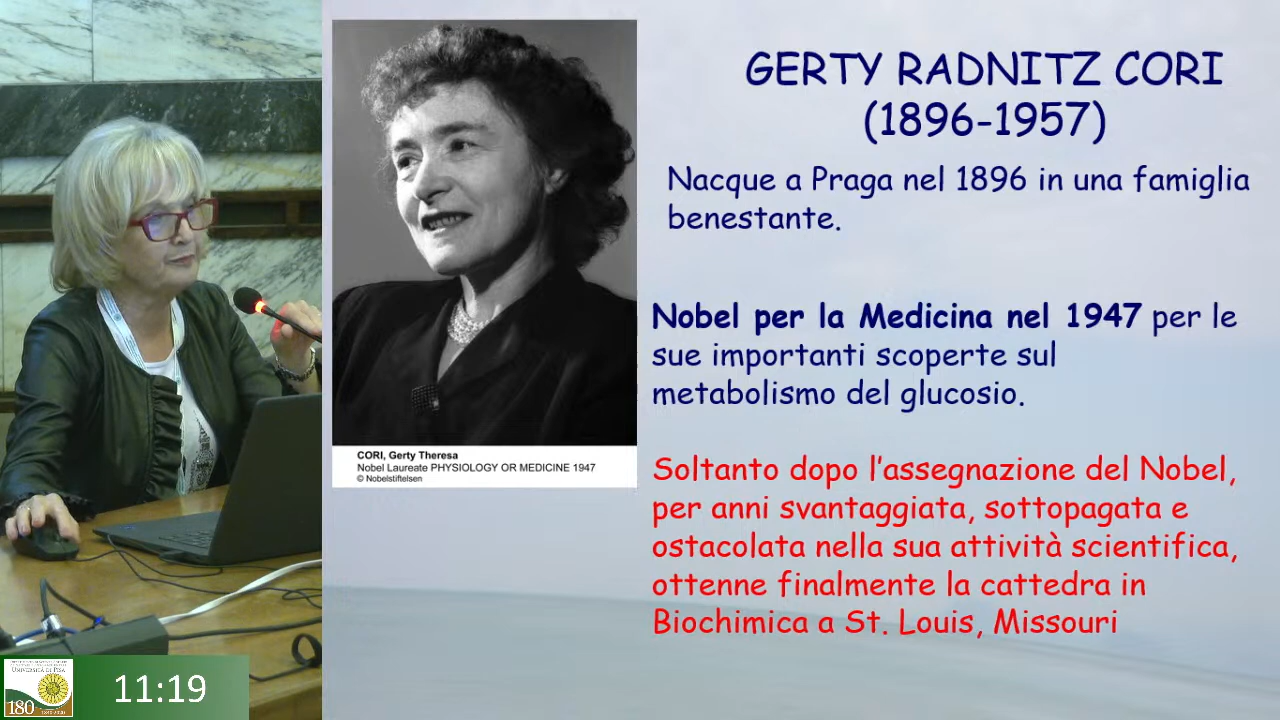 GERTY RADNITZ CORI
(1896-1957)
Nacque a Praga nel 1896 in una famiglia
benestante.
Nobel per la Medicina nel 1947 per le
sue importanti scoperte sul
metabolismo del glucosio.
Soltanto dopo l'assegnazione del Nobel,
per anni svantaggiata, sottopagata e
ostacolata nella sua attività scientifica,
ottenne finalmente la cattedra in
Biochimica a St. Louis, Missouri
CORI, Gerty Theresa
Nobel Laureate PHYSIOLOGY OR MEDICINE 1947
© Nobelstiftelsen
UNIVERSITÀ DI PISA
180
11:19